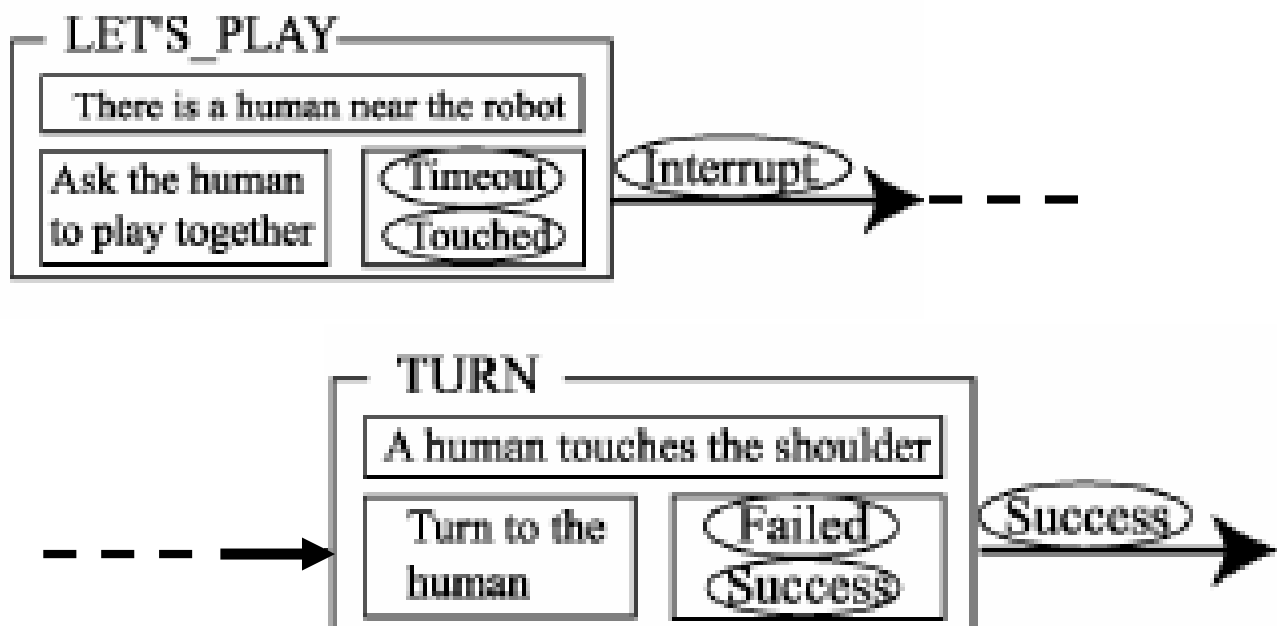 LET'S_PLAY
There is a human near the robot
Ask the human
to play together
Timeout
Touched
Interrupt
TURN
A human touches the shoulder
Turn to the
human
Failed
Success
Success